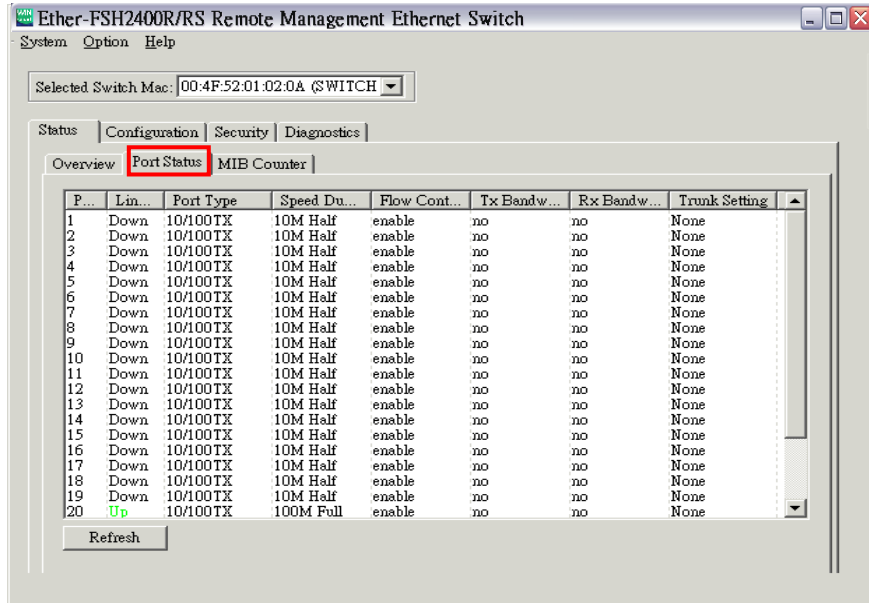 Ether-FSH2400R/RS Remote Management Ethernet Switch
System Option Help
Selected Switch Mac: 00:4F:52:01:02:0A (SWITCH
Status Configuration Security Diagnostics
Overview Port Status MIB Counter
P... Lin... Port Type Speed Du... Flow Cont... Tx Bandw... Rx Bandw... Trunk Setting
1 Down 10/100TX 10M Half enable no no None
2 Down 10/100TX 10M Half enable no no None
3 Down 10/100TX 10M Half enable no no None
4 Down 10/100TX 10M Half enable no no None
5 Down 10/100TX 10M Half enable no no None
6 Down 10/100TX 10M Half enable no no None
7 Down 10/100TX 10M Half enable no no None
8 Down 10/100TX 10M Half enable no no None
9 Down 10/100TX 10M Half enable no no None
10 Down 10/100TX 10M Half enable no no None
11 Down 10/100TX 10M Half enable no no None
12 Down 10/100TX 10M Half enable no no None
13 Down 10/100TX 10M Half enable no no None
14 Down 10/100TX 10M Half enable no no None
15 Down 10/100TX 10M Half enable no no None
16 Down 10/100TX 10M Half enable no no None
17 Down 10/100TX 10M Half enable no no None
18 Down 10/100TX 10M Half enable no no None
19 Down 10/100TX 10M Half enable no no None
20 Up 10/100TX 100M Full enable no no None
Refresh